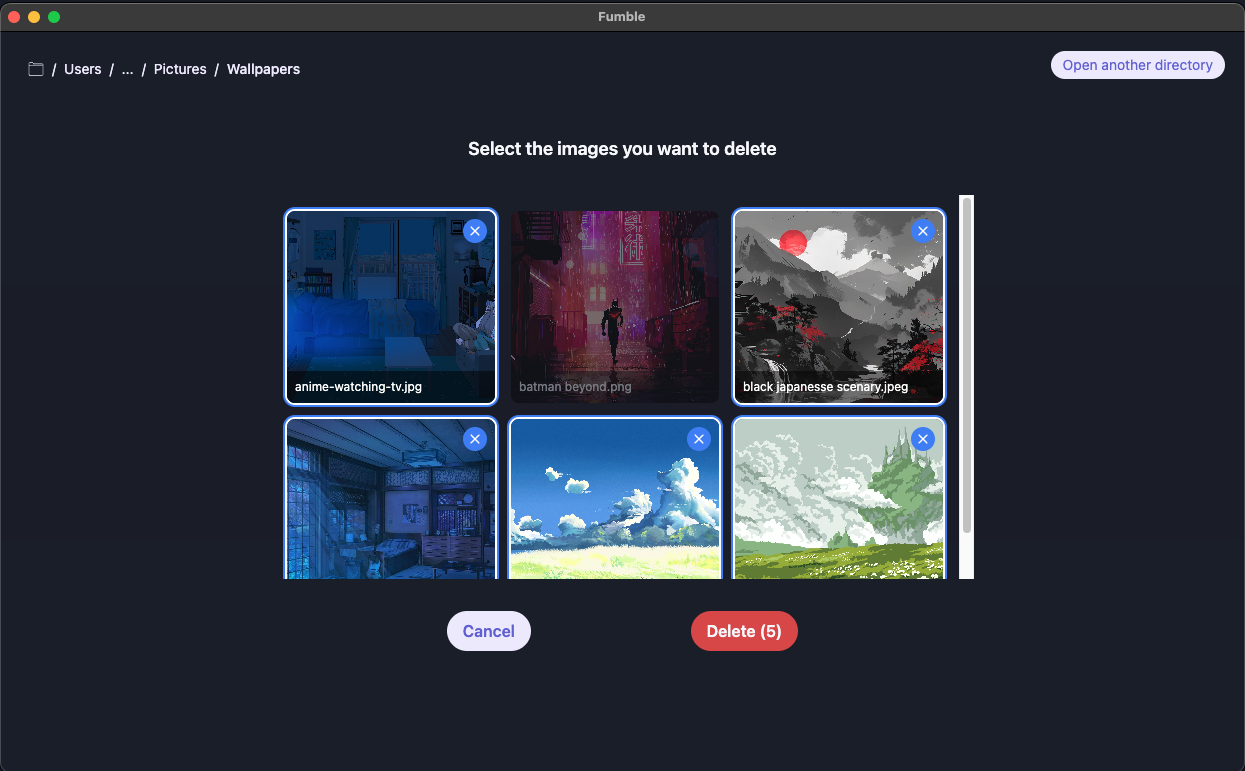 Fumble
/ Users / ... / Pictures / Wallpapers
Open another directory
Select the images you want to delete
anime-watching-tv.jpg
batman beyond.png
black japanesse scenary.jpeg
Cancel
Delete (5)